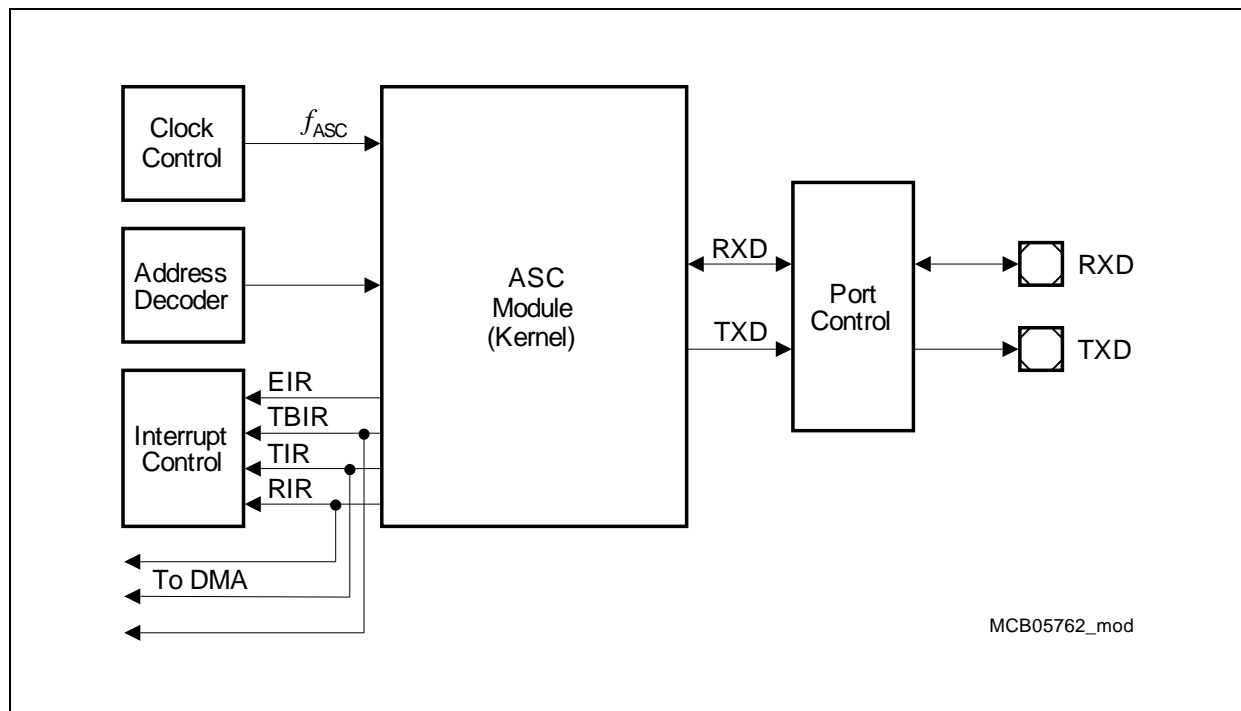 Clock
Control
fASC
Address
Decoder
Interrupt
Control
EIR
TBIR
TIR
RIR
To DMA
ASC
Module
(Kernel)
RXD
TXD
Port
Control
RXD
TXD
MCB05762_mod